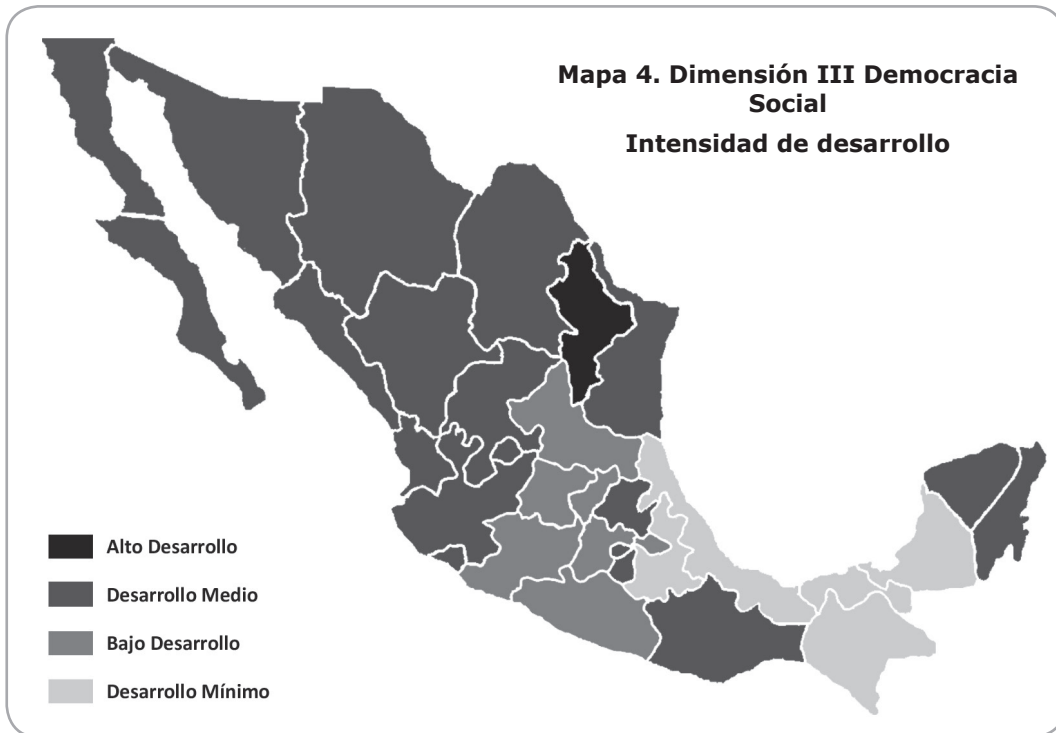 Mapa 4. Dimensión III Democracia
Social
Intensidad de desarrollo
Alto Desarrollo
Desarrollo Medio
Bajo Desarrollo
Desarrollo Mínimo